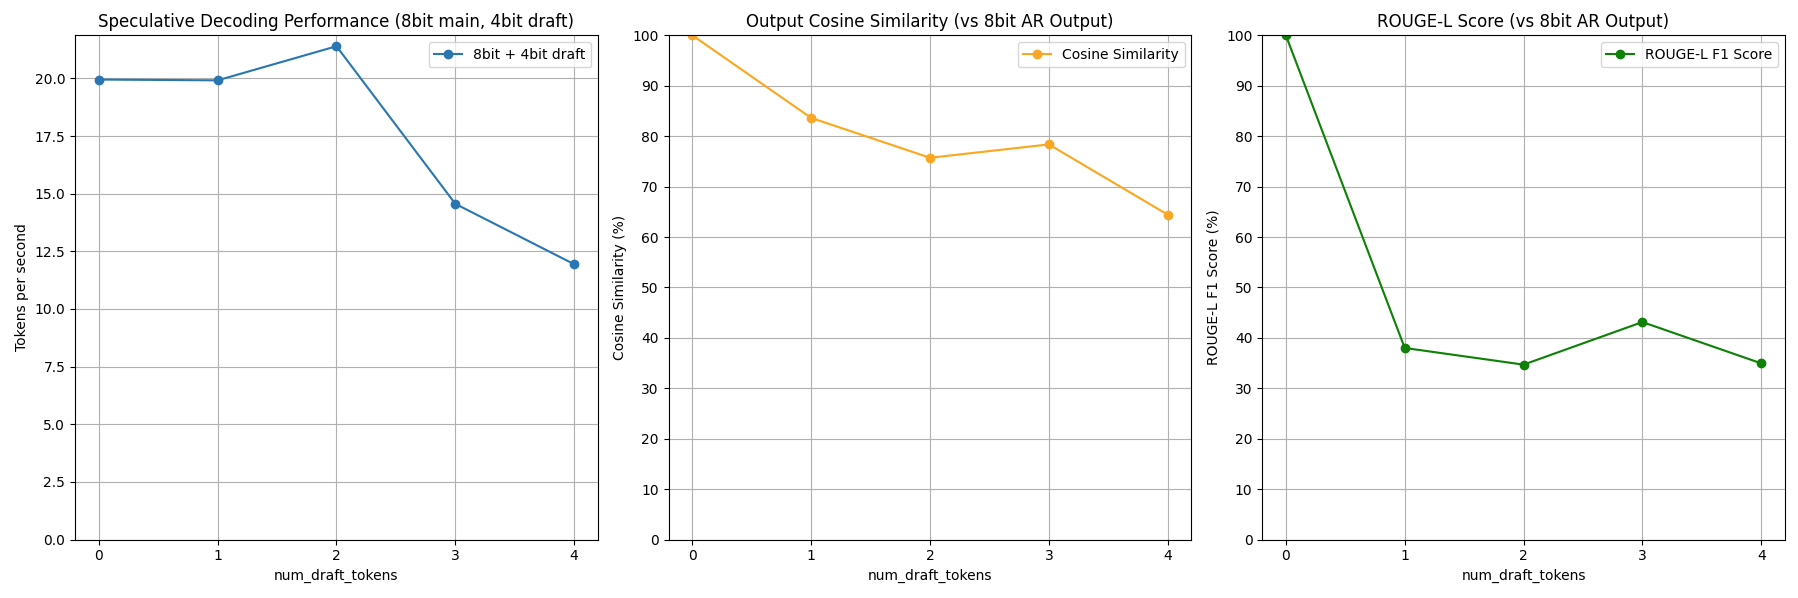 Speculative Decoding Performance (8bit main, 4bit draft)
8bit + 4bit draft
Tokens per second
20.0
17.5
15.0
12.5
10.0
7.5
5.0
2.5
0.0
0 1 2 3 4
num_draft_tokens
Output Cosine Similarity (vs 8bit AR Output)
Cosine Similarity
Cosine Similarity (%)
100
90
80
70
60
50
40
30
20
10
0
0 1 2 3 4
num_draft_tokens
ROUGE-L Score (vs 8bit AR Output)
ROUGE-L F1 Score
ROUGE-L F1 Score (%)
100
90
80
70
60
50
40
30
20
10
0
0 1 2 3 4
num_draft_tokens